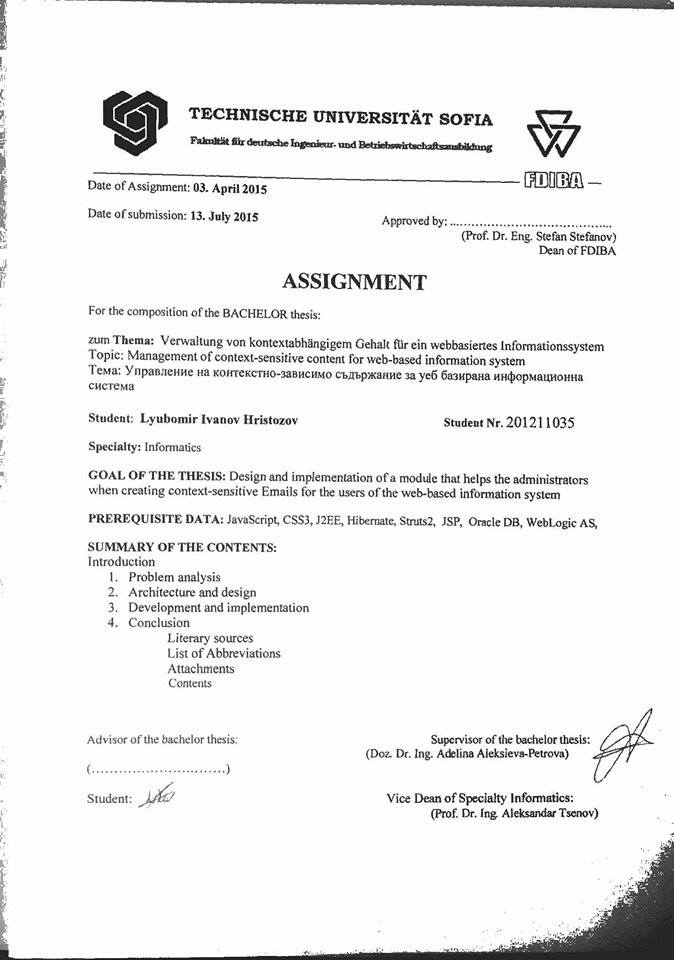 TECHNISCHE UNIVERSITÄT SOFIA
Fakultät für deutsche Ingenieur- und Betriebswirtschaftsausbildung
FDIBA
Date of Assignment: 03. April 2015
Date of submission: 13. July 2015
Approved by: .......................................
(Prof. Dr. Eng. Stefan Stefanov)
Dean of FDIBA
ASSIGNMENT
For the composition of the BACHELOR thesis:
zum Thema: Verwaltung von kontextabhängigem Gehalt für ein webbasiertes Informationssystem
Topic: Management of context-sensitive content for web-based information system
Тема: Управление на контекстно-зависимо съдържание за уеб базирана информационна
система
Student: Lyubomir Ivanov Hristozov Student Nr. 201211035
Specialty: Informatics
GOAL OF THE THESIS: Design and implementation of a module that helps the administrators
when creating context-sensitive Emails for the users of the web-based information system
PREREQUISITE DATA: JavaScript, CSS3, J2EE, Hibernate, Struts2, JSP, Oracle DB, WebLogic AS,
SUMMARY OF THE CONTENTS:
Introduction
1. Problem analysis
2. Architecture and design
3. Development and implementation
4. Conclusion
Literary sources
List of Abbreviations
Attachments
Contents
Advisor of the bachelor thesis:
(..............................)
Student:
Supervisor of the bachelor thesis:
(Doz. Dr. Ing. Adelina Aleksieva-Petrova)
Vice Dean of Specialty Informatics:
(Prof. Dr. Ing. Aleksandar Tsenov)